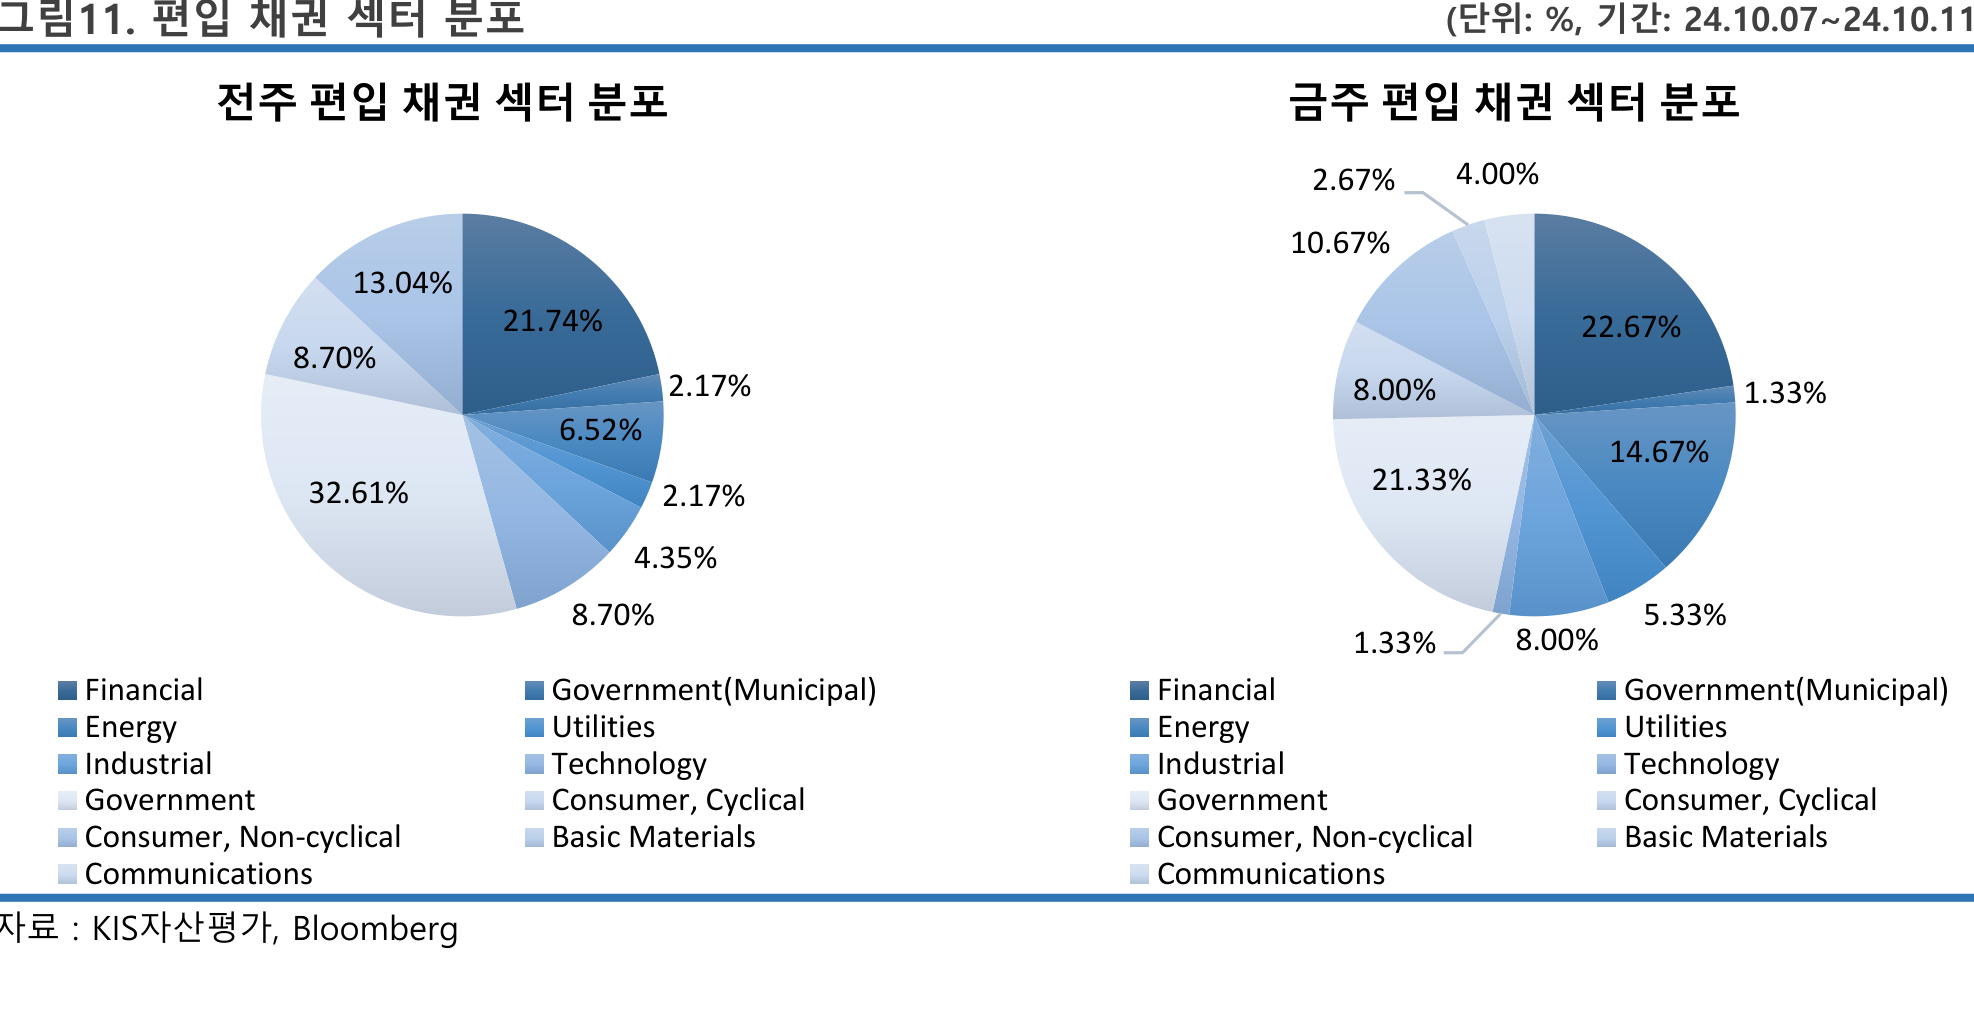 그림11. 편입 채권 섹터 분포
(단위: %, 기간: 24.10.07~24.10.11
전주 편입 채권 섹터 분포
13.04%
21.74%
8.70%
2.17%
6.52%
32.61%
2.17%
4.35%
8.70%
Financial
Government(Municipal)
Energy
Utilities
Industrial
Technology
Government
Consumer, Cyclical
Consumer, Non-cyclical
Basic Materials
Communications
금주 편입 채권 섹터 분포
2.67%
4.00%
10.67%
22.67%
8.00%
1.33%
14.67%
21.33%
5.33%
1.33%
8.00%
Financial
Government(Municipal)
Energy
Utilities
Industrial
Technology
Government
Consumer, Cyclical
Consumer, Non-cyclical
Basic Materials
Communications
자료 : KIS자산평가, Bloomberg